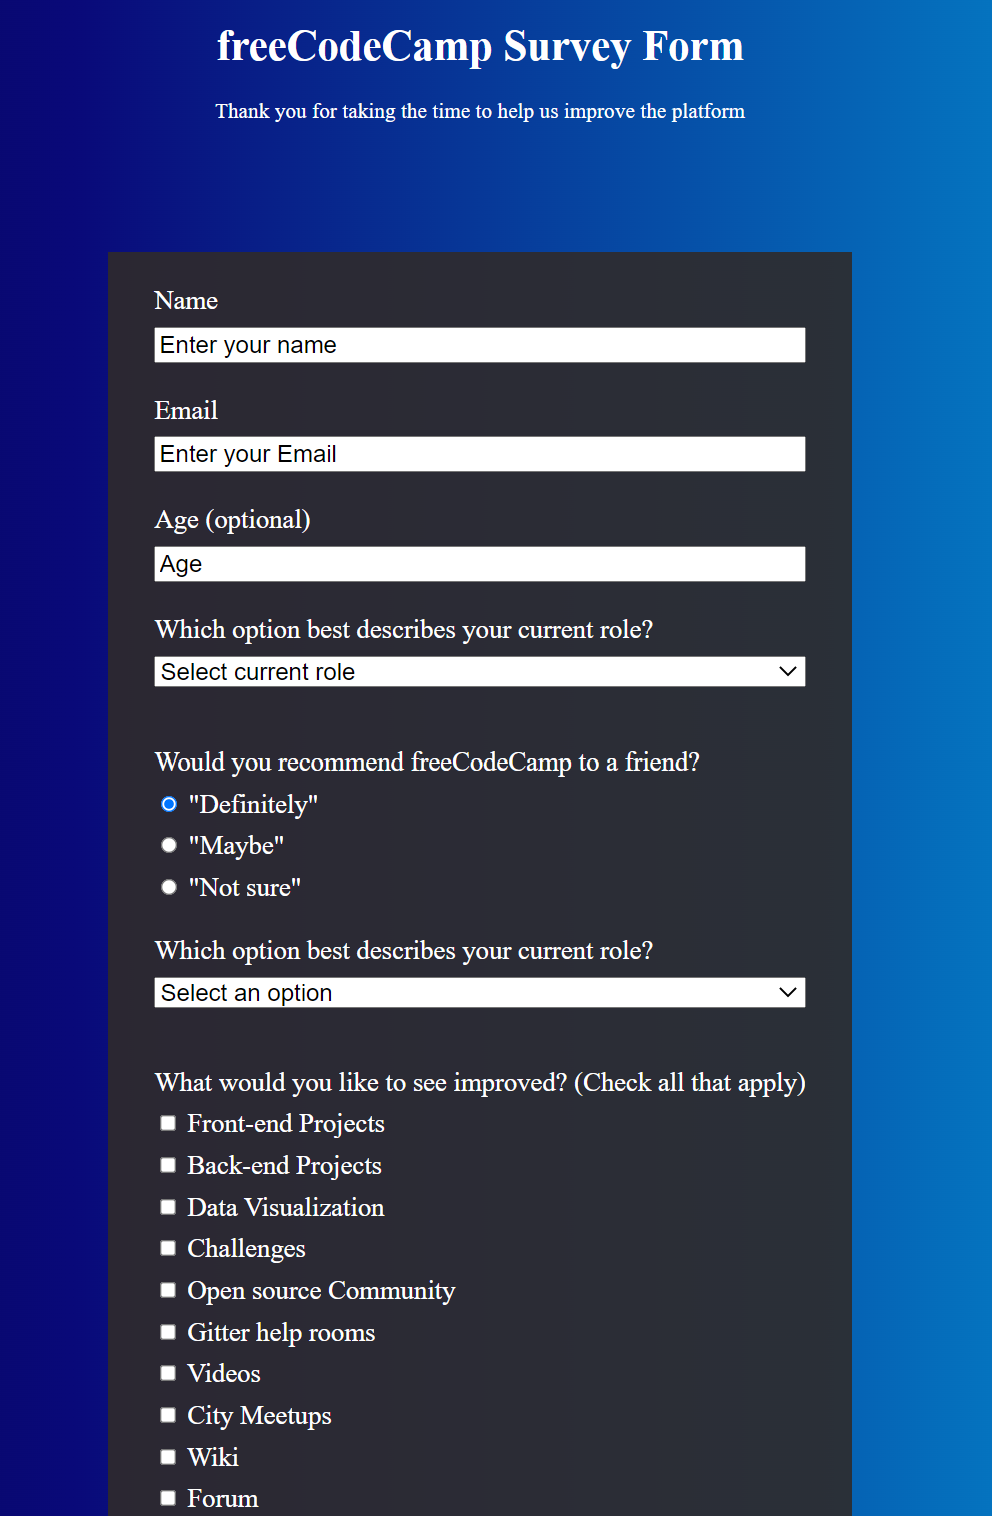 freeCodeCamp Survey Form
Thank you for taking the time to help us improve the platform
Name
Enter your name
Email
Enter your Email
Age (optional)
Age
Which option best describes your current role?
Select current role
Would you recommend freeCodeCamp to a friend?
"Definitely"
"Maybe"
"Not sure"
Which option best describes your current role?
Select an option
What would you like to see improved? (Check all that apply)
Front-end Projects
Back-end Projects
Data Visualization
Challenges
Open source Community
Gitter help rooms
Videos
City Meetups
Wiki
Forum